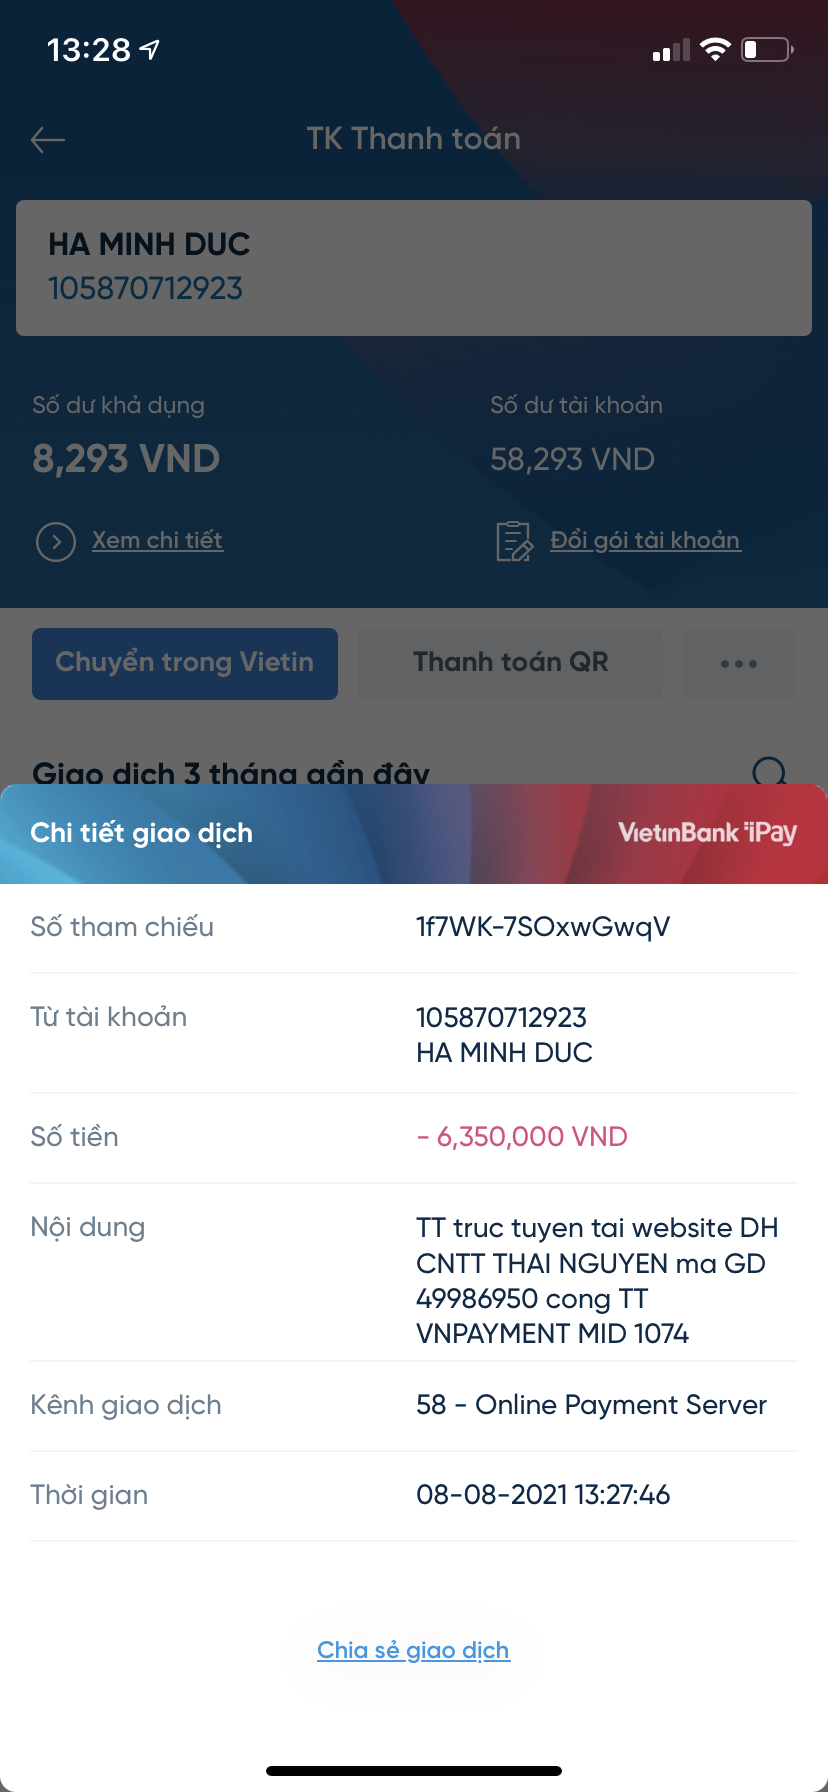 13:28
TK Thanh toán
HA MINH DUC
105870712923
Số dư khả dụng
Số dư tài khoản
8,293 VND
58,293 VND
Xem chi tiết
Đổi gói tài khoản
Chuyển trong Vietin
Thanh toán QR
Giao dịch 3 tháng gần đây
Chi tiết giao dịch
VietinBank iPay
Số tham chiếu
1f7WK-7SOxwGwqV
Từ tài khoản
105870712923
HA MINH DUC
Số tiền
- 6,350,000 VND
Nội dung
TT truc tuyen tai website DH
CNTT THAI NGUYEN ma GD
49986950 cong TT
VNPAYMENT MID 1074
Kênh giao dịch
58 - Online Payment Server
Thời gian
08-08-2021 13:27:46
Chia sẻ giao dịch